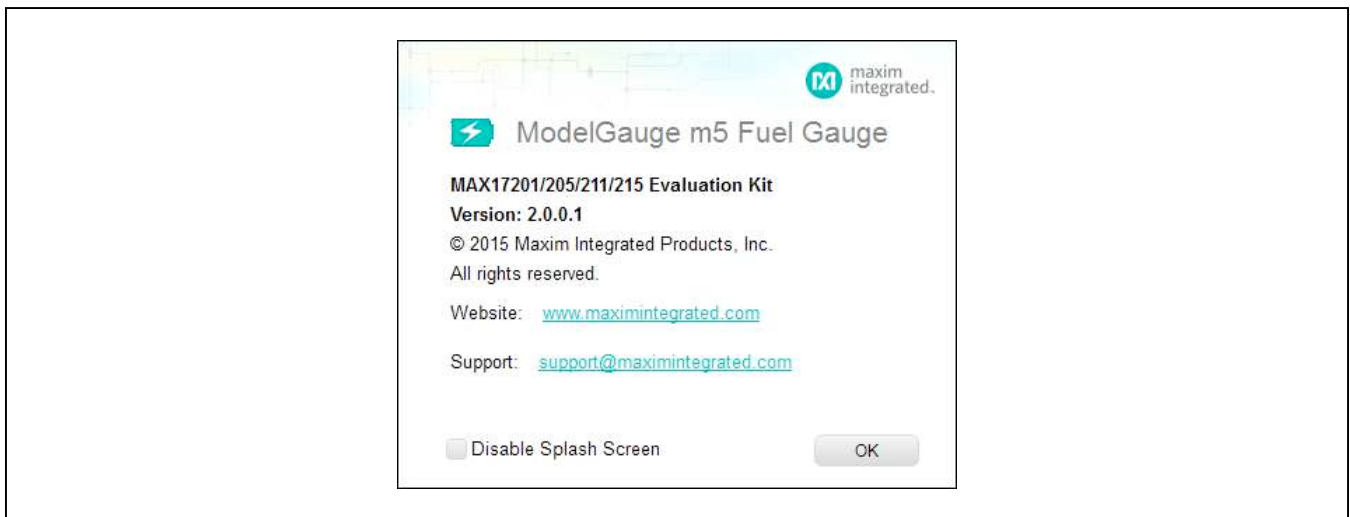 maxim
integrated.
ModelGauge m5 Fuel Gauge
MAX17201/205/211/215 Evaluation Kit
Version: 2.0.0.1
© 2015 Maxim Integrated Products, Inc.
All rights reserved.
Website: www.maximintegrated.com
Support: support@maximintegrated.com
Disable Splash Screen OK